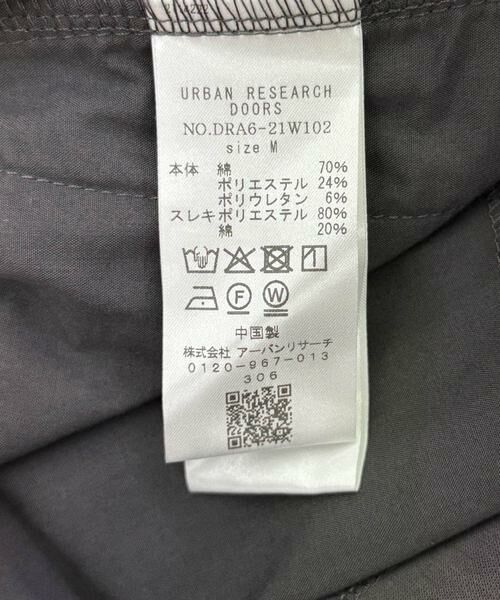 URBAN RESEARCH
DOORS
NO.DRA6-21W102
size M
本体 綿 70%
ポリエステル 24%
ポリウレタン 6%
スレキポリエステル 80%
綿 20%
F W
中国製
株式会社 アーバンリサーチ
0120-967-013
306